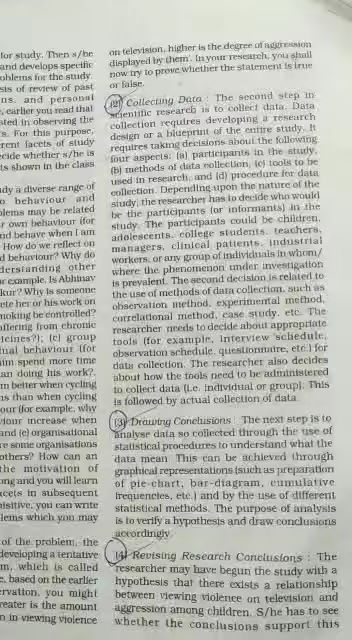 for study. Then s/he
and develops specific
oblems for the study
sis of review of past
ns, and personal
, earlier you read that
sted in observing the
's. For this purpose,
rent facets of study
ecide whether s/he is
ts shown in the class
dy a diverse range of
o behaviour and
lems may be related
r own behaviour (for
nd behave when I am
How do we reflect on
d behaviour? Why do
derstanding other
r example, Is Abhinav
kur? Why is someone
ete her or his work on
moking be controlled?
uffering from chronic
icines?), (c) group
ual behaviour (for
im spend more time
an doing his work?,
m better when cycling
ns than when cycling
our (for example, why
viour increase when
and (e) organisational
re some organisations
others? How can an
the motivation of
ong and you will learn
acets in subsequent
uisitive, you can write
lems which you may
of the problem, the
developing a tentative
m, which is called
e, based on the earlier
rvation, you might
reater is the amount
n in viewing violence
on television, higher is the degree of aggression
displayed by them'. In your research, you shall
now try to prove whether the statement is true
or false.
(2) Collecting Data : The second step in
scientific research is to collect data. Data
collection requires developing a research
design or a blueprint of the entire study. It
requires taking decisions about the following
four aspects: (a) participants in the study,
(b) methods of data collection, (c) tools to be
used in research, and (d) procedure for data
collection. Depending upon the nature of the
study, the researcher has to decide who would
be the participants (or informants) in the
study. The participants could be children,
adolescents, college students, teachers,
managers, clinical patients, industrial
workers, or any group of individuals in whom/
where the phenomenon under investigation
is prevalent. The second decision is related to
the use of methods of data collection, such as
observation method, experimental method,
correlational method, case study, etc. The
researcher needs to decide about appropriate
tools (for example, interview schedule,
observation schedule, questionnaire, etc.) for
data collection. The researcher also decides
about how the tools need to be administered
to collect data (i.e. individual or group). This
is followed by actual collection of data.
(3) Drawing Conclusions : The next step is to
analyse data so collected through the use of
statistical procedures to understand what the
data mean. This can be achieved through
graphical representations (such as preparation
of pie-chart, bar-diagram, cumulative
frequencies, etc.) and by the use of different
statistical methods. The purpose of analysis
is to verify a hypothesis and draw conclusions
accordingly.
(4) Revising Research Conclusions : The
researcher may have begun the study with a
hypothesis that there exists a relationship
between viewing violence on television and
aggression among children. S/he has to see
whether the conclusions support this